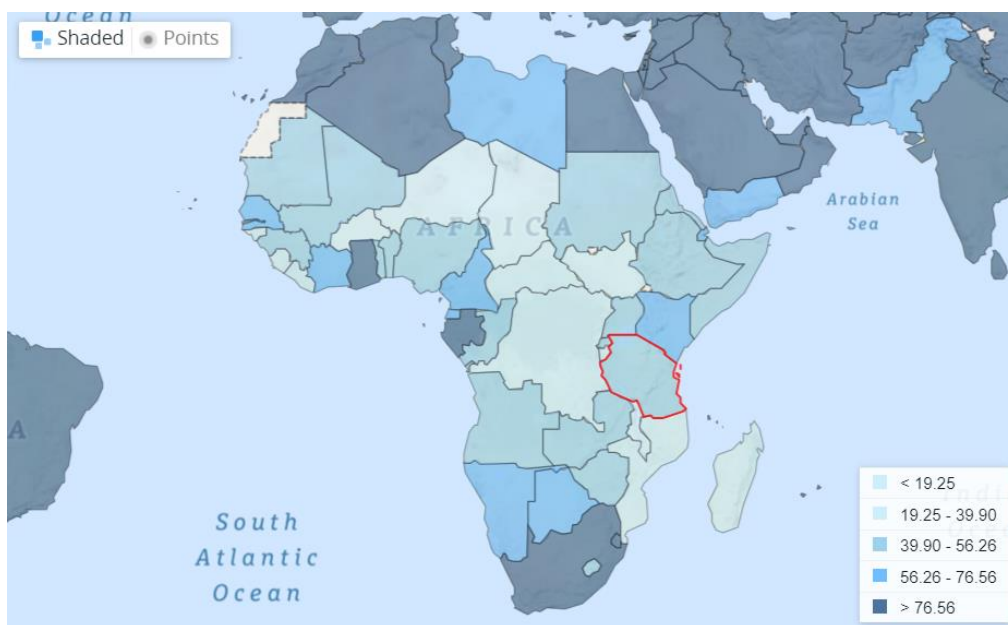 Ocean
Shaded Points
AFRICA
Arabian
Sea
A
South
Atlantic
Ocean
< 19.25
19.25 - 39.90
39.90 - 56.26
56.26 - 76.56
> 76.56